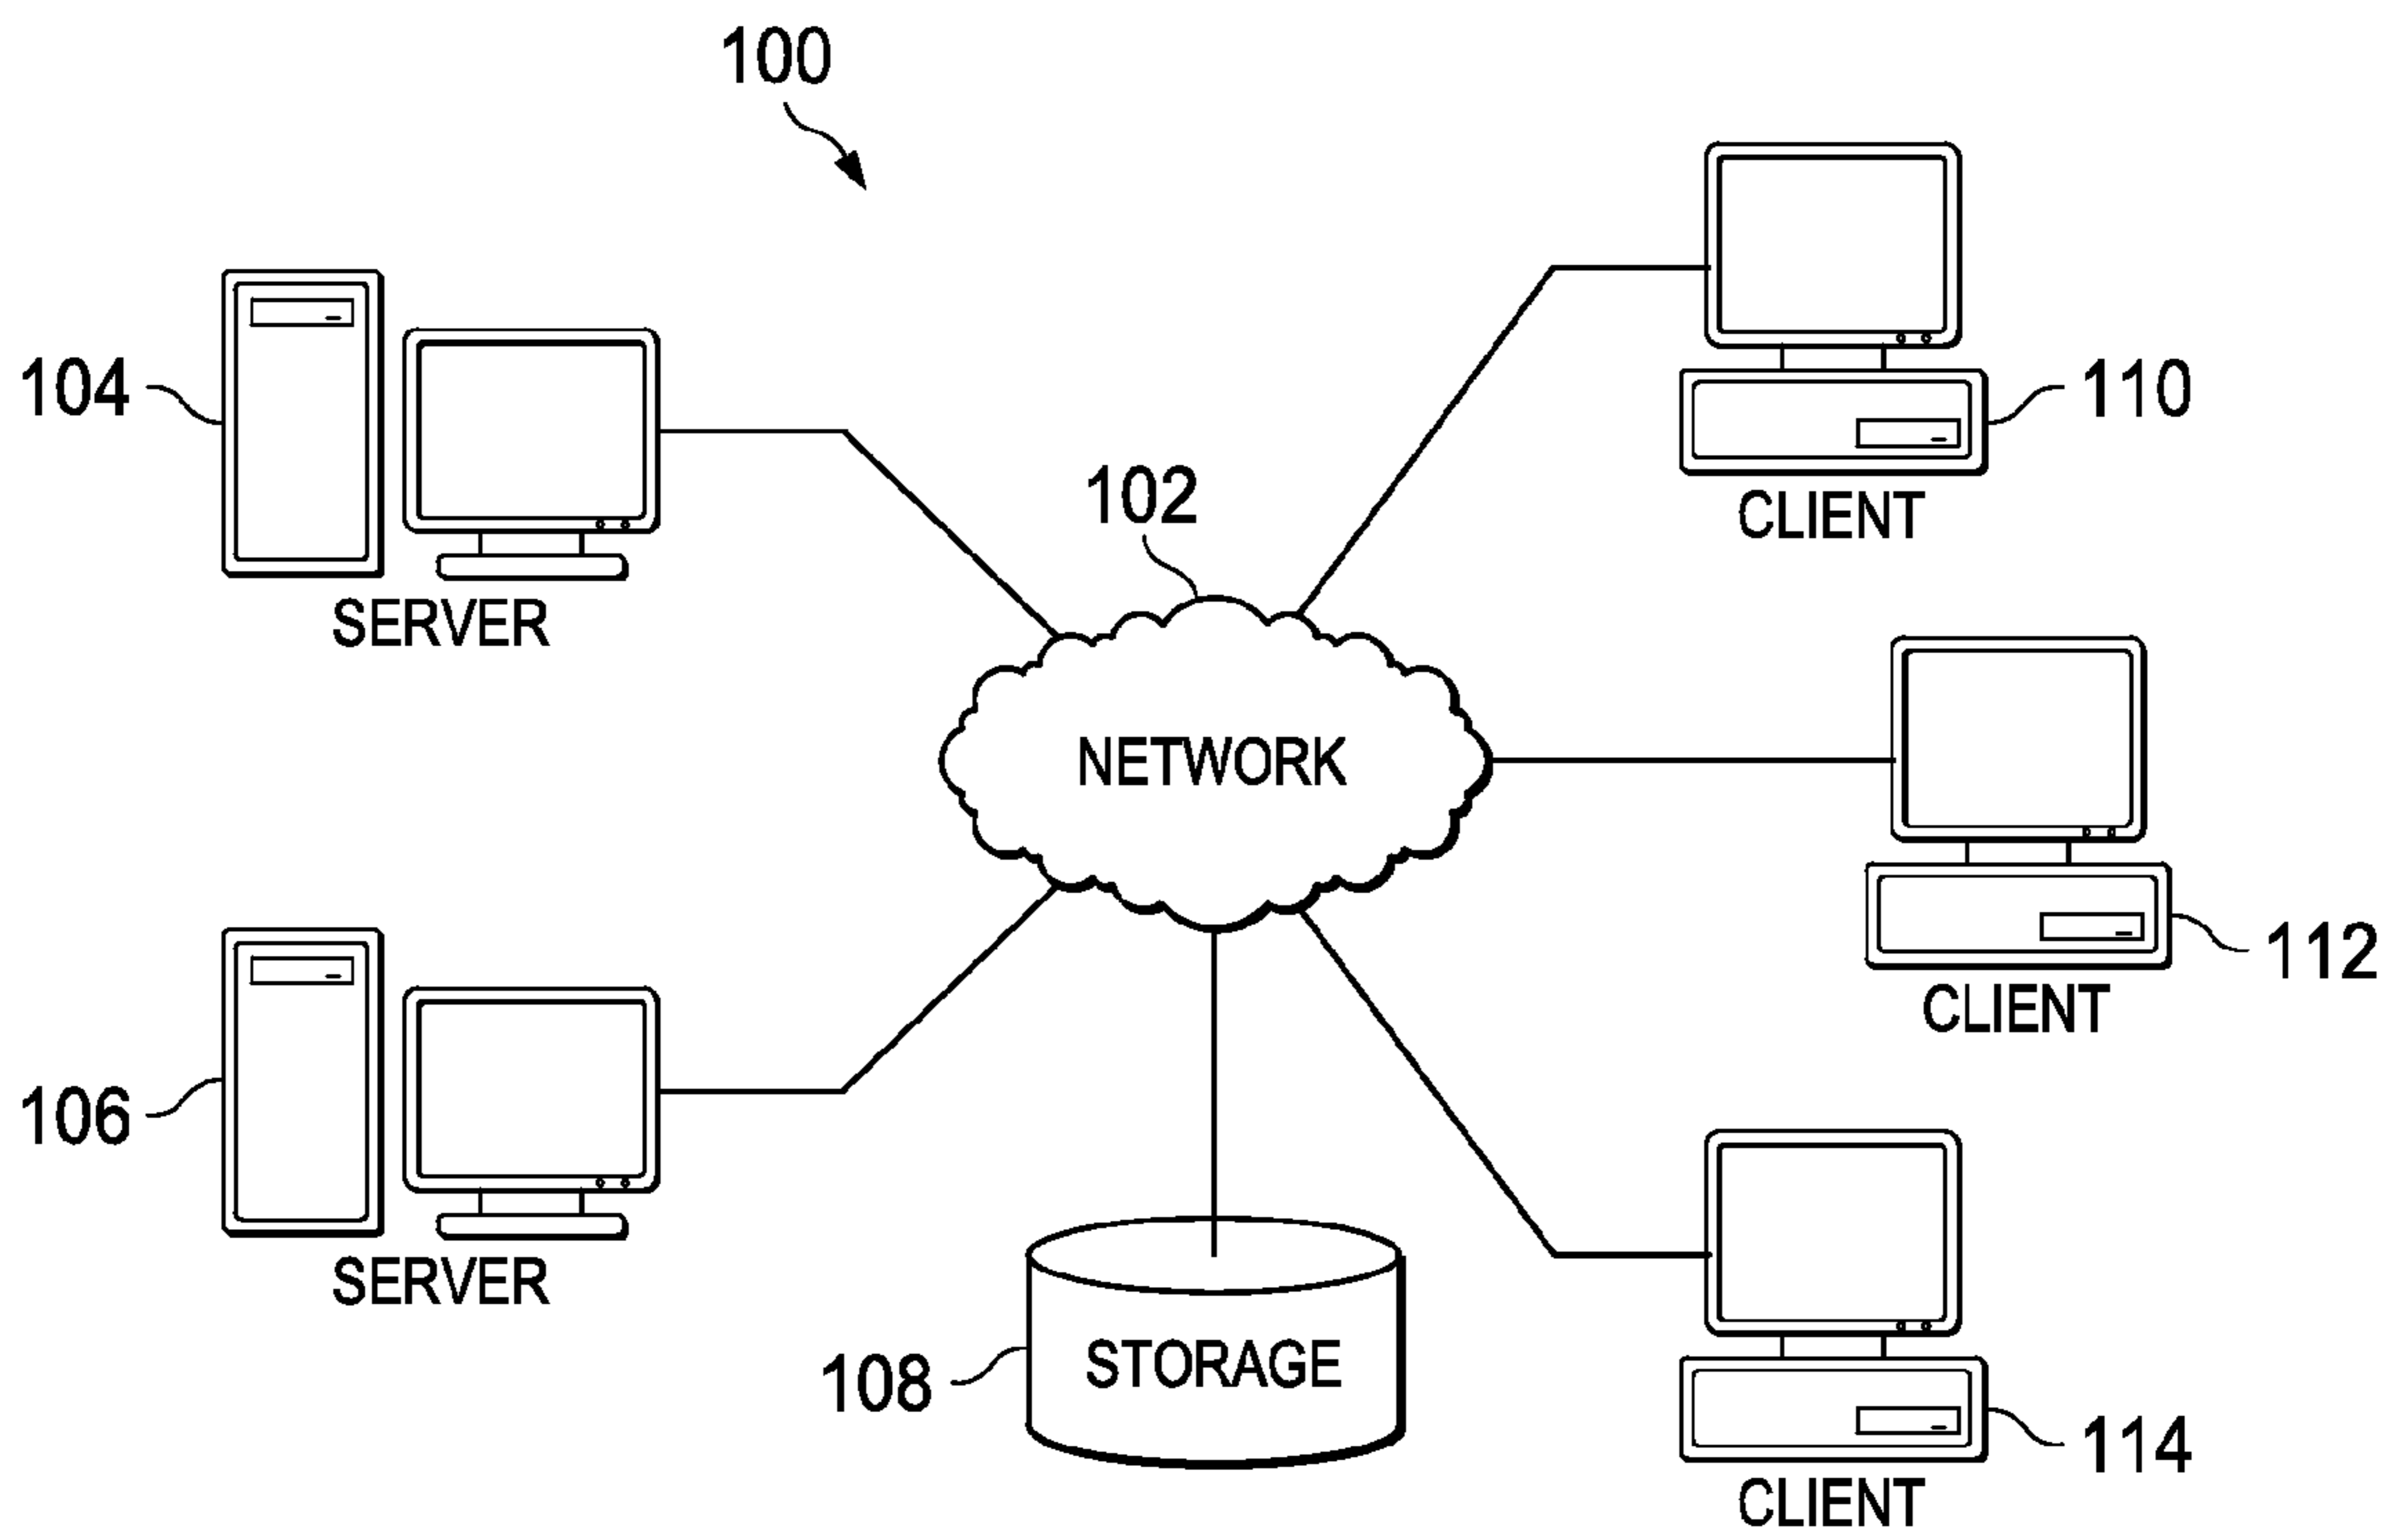 100
104
SERVER
110
CLIENT
102
NETWORK
112
CLIENT
106
SERVER
108
STORAGE
114
CLIENT